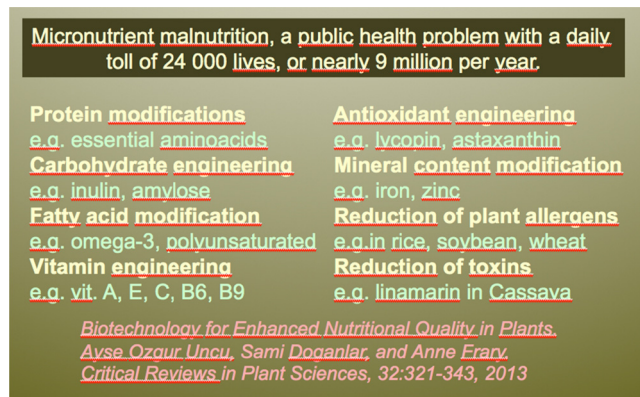 Micronutrient malnutrition, a public health problem with a daily
toll of 24 000 lives, or nearly 9 million per year.
Protein modifications
e.g. essential aminoacids
Carbohydrate engineering
e.g. inulin, amylose
Fatty acid modification
e.g. omega-3, polyunsaturated
Vitamin engineering
e.g. vit. A, E, C, B6, B9
Antioxidant engineering
e.g. lycopin, astaxanthin
Mineral content modification
e.g. iron, zinc
Reduction of plant allergens
e.g.in rice, soybean, wheat
Reduction of toxins
e.g. linamarin in Cassava
Biotechnology for Enhanced Nutritional Quality in Plants,
Ayse Ozgur Uncu, Sami Doganlar, and Anne Frary.
Critical Reviews in Plant Sciences, 32:321-343, 2013